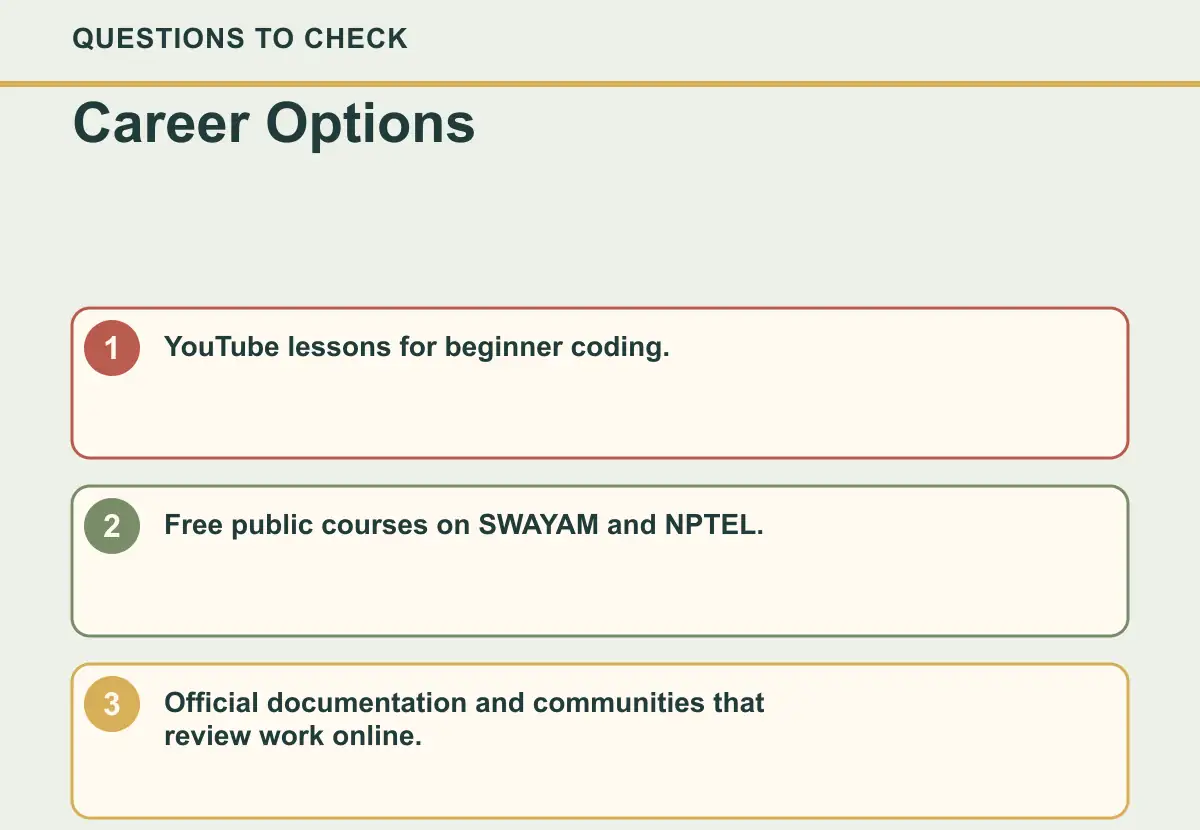 QUESTIONS TO CHECK
Career Options
1
YouTube lessons for beginner coding.
2
Free public courses on SWAYAM and NPTEL.
3
Official documentation and communities that
review work online.